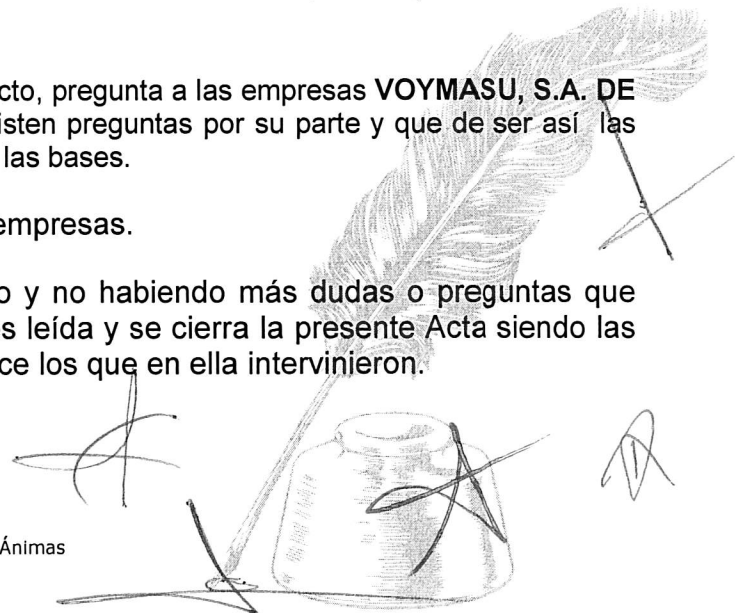 cto, pregunta a las empresas VOYMASU, S.A. DE
isten preguntas por su parte y que de ser así las
las bases.
empresas.
o y no habiendo más dudas o preguntas que
s leída y se cierra la presente Acta siendo las
ce los que en ella intervinieron.
Ánimas